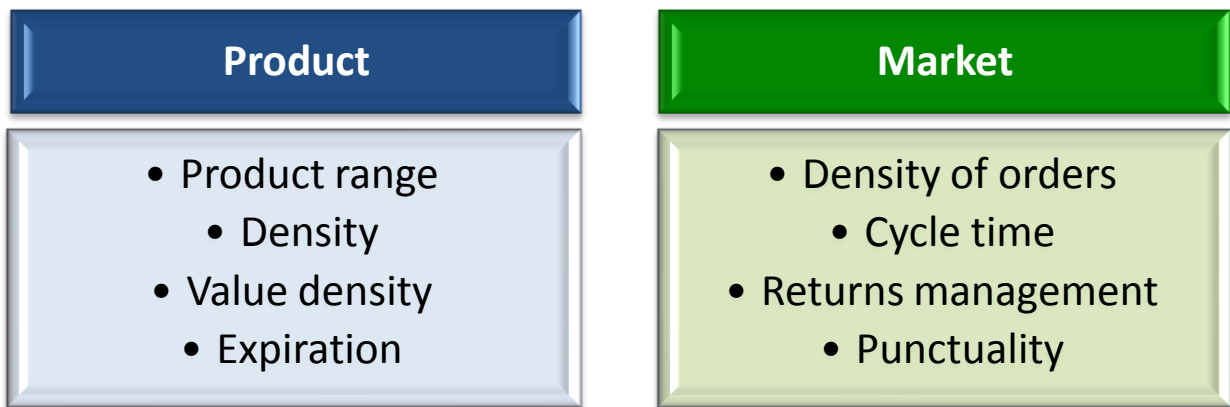 Product
• Product range
• Density
• Value density
• Expiration
Market
• Density of orders
• Cycle time
• Returns management
• Punctuality